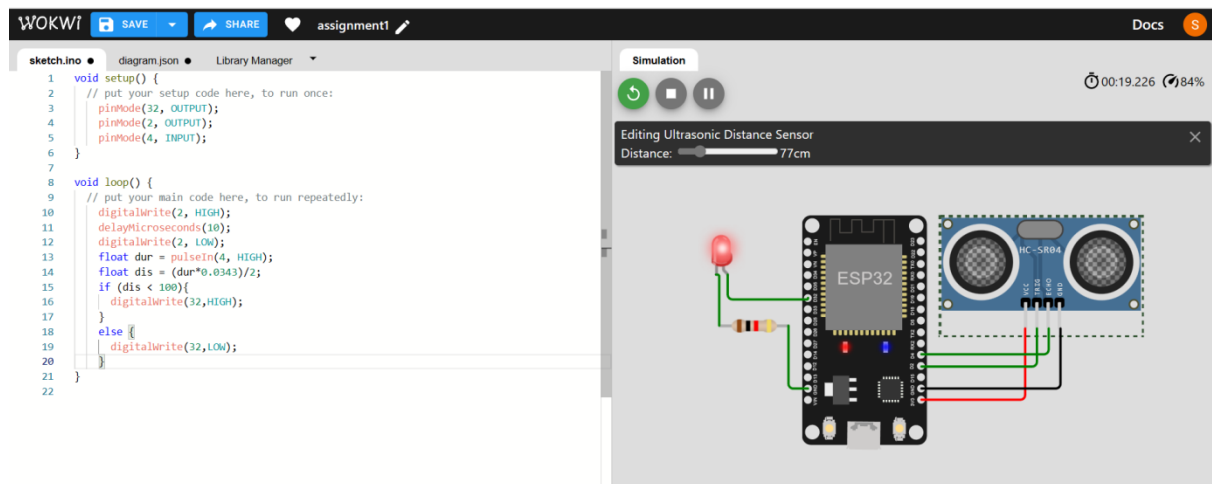 WOKWI SAVE SHARE assignment1 Docs S
sketch.ino ● diagram.json ● Library Manager
1 void setup() {
2 // put your setup code here, to run once:
3 pinMode(32, OUTPUT);
4 pinMode(2, OUTPUT);
5 pinMode(4, INPUT);
6 }
7
8 void loop() {
9 // put your main code here, to run repeatedly:
10 digitalWrite(2, HIGH);
11 delayMicroseconds(10);
12 digitalWrite(2, LOW);
13 float dur = pulseIn(4, HIGH);
14 float dis = (dur*0.0343)/2;
15 if (dis < 100){
16 digitalWrite(32,HIGH);
17 }
18 else {
19 digitalWrite(32,LOW);
20 }
21 }
22
Simulation
00:19.226 84%
Editing Ultrasonic Distance Sensor
Distance: 77cm
ESP32
HC-SR04
VCC TRIG ECHO GND